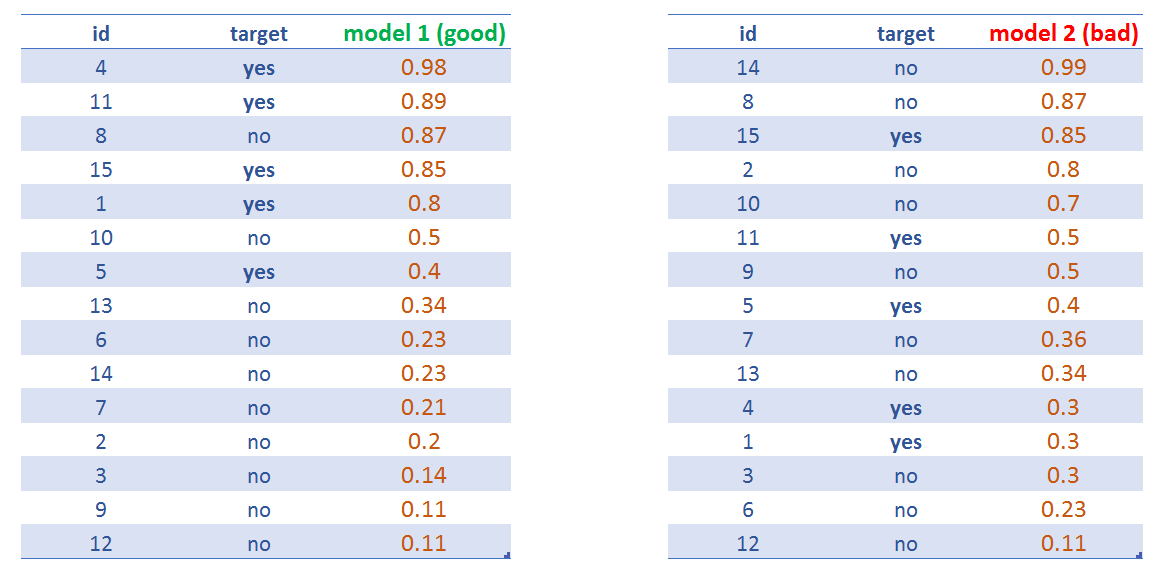 id target model 1 (good)
4 yes 0.98
11 yes 0.89
8 no 0.87
15 yes 0.85
1 yes 0.8
10 no 0.5
5 yes 0.4
13 no 0.34
6 no 0.23
14 no 0.23
7 no 0.21
2 no 0.2
3 no 0.14
9 no 0.11
12 no 0.11
id target model 2 (bad)
14 no 0.99
8 no 0.87
15 yes 0.85
2 no 0.8
10 no 0.7
11 yes 0.5
9 no 0.5
5 yes 0.4
7 no 0.36
13 no 0.34
4 yes 0.3
1 yes 0.3
3 no 0.3
6 no 0.23
12 no 0.11